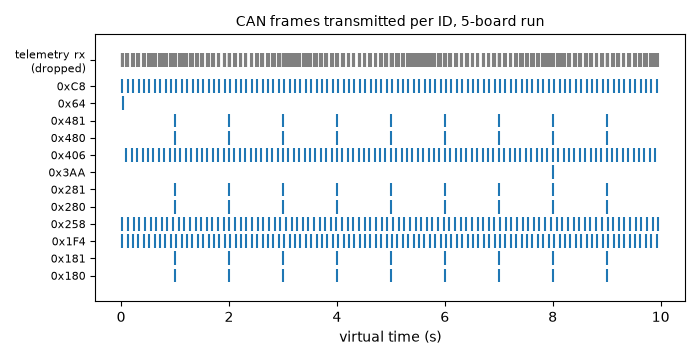 CAN frames transmitted per ID, 5-board run
telemetry rx
(dropped)
0xC8
0x64
0x481
0x480
0x406
0x3AA
0x281
0x280
0x258
0x1F4
0x181
0x180
0 2 4 6 8 10
virtual time (s)